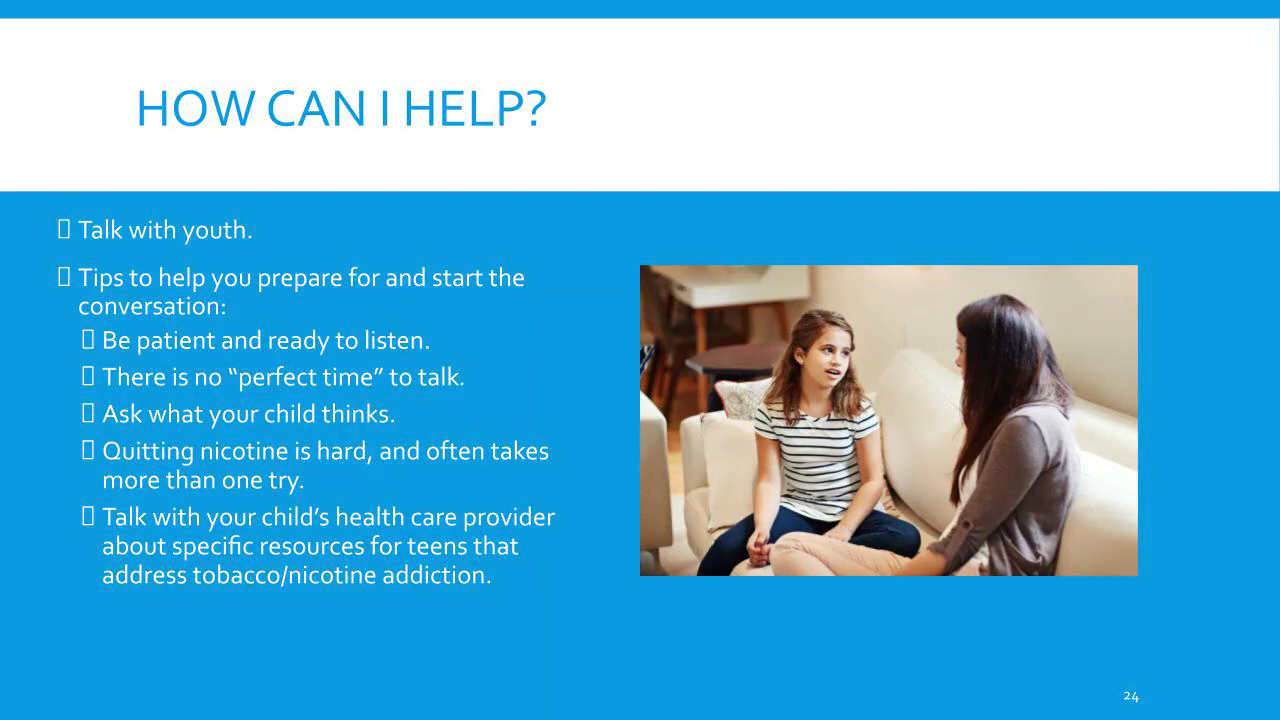 HOW CAN I HELP?
Talk with youth.
Tips to help you prepare for and start the
conversation:
Be patient and ready to listen.
There is no “perfect time” to talk.
Ask what your child thinks.
Quitting nicotine is hard, and often takes
more than one try.
Talk with your child’s health care provider
about specific resources for teens that
address tobacco/nicotine addiction.
24